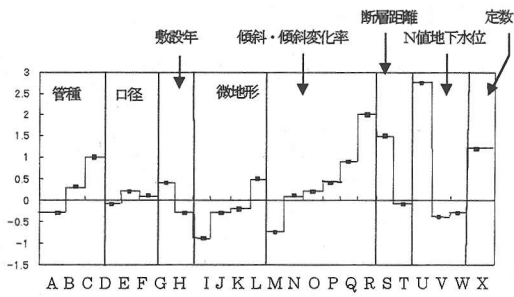 断層距離
定数
敷設年
傾斜・傾斜変化率
N値地下水位
管種
口径
微地形
3
2.5
2
1.5
1
0.5
0
-0.5
-1
-1.5
A B C D E F G H I J K L M N O P Q R S T U V W X